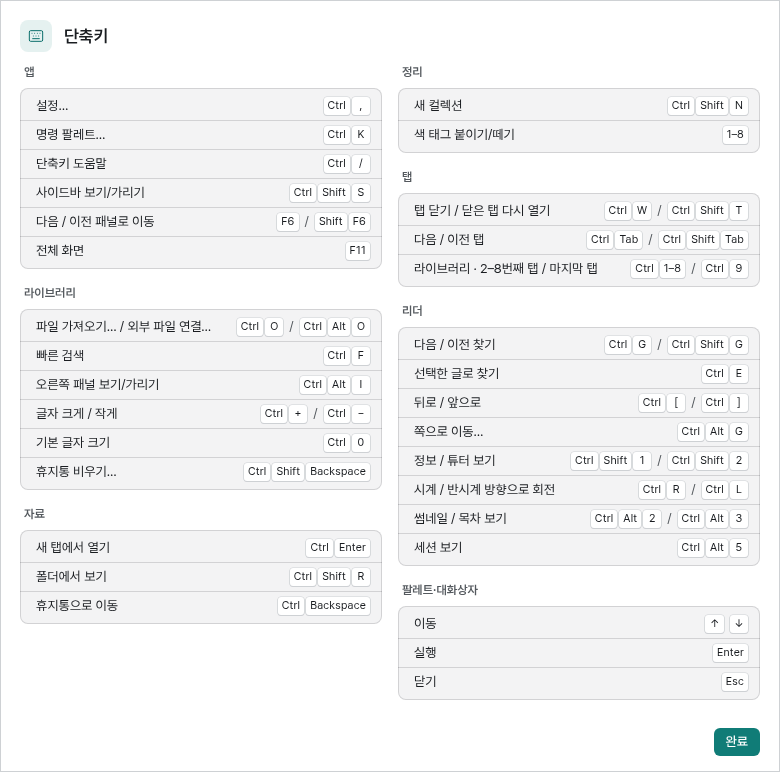 단축키
앱
설정… Ctrl ,
명령 팔레트… Ctrl K
단축키 도움말 Ctrl /
사이드바 보기/가리기 Ctrl Shift S
다음 / 이전 패널로 이동 F6 / Shift F6
전체 화면 F11
라이브러리
파일 가져오기… / 외부 파일 연결… Ctrl O / Ctrl Alt O
빠른 검색 Ctrl F
오른쪽 패널 보기/가리기 Ctrl Alt I
글자 크게 / 작게 Ctrl + / Ctrl −
기본 글자 크기 Ctrl 0
휴지통 비우기… Ctrl Shift Backspace
자료
새 탭에서 열기 Ctrl Enter
폴더에서 보기 Ctrl Shift R
휴지통으로 이동 Ctrl Backspace
정리
새 컬렉션 Ctrl Shift N
색 태그 붙이기/떼기 1–8
탭
탭 닫기 / 닫은 탭 다시 열기 Ctrl W / Ctrl Shift T
다음 / 이전 탭 Ctrl Tab / Ctrl Shift Tab
라이브러리 · 2–8번째 탭 / 마지막 탭 Ctrl 1–8 / Ctrl 9
리더
다음 / 이전 찾기 Ctrl G / Ctrl Shift G
선택한 글로 찾기 Ctrl E
뒤로 / 앞으로 Ctrl [ / Ctrl ]
쪽으로 이동… Ctrl Alt G
정보 / 튜터 보기 Ctrl Shift 1 / Ctrl Shift 2
시계 / 반시계 방향으로 회전 Ctrl R / Ctrl L
썸네일 / 목차 보기 Ctrl Alt 2 / Ctrl Alt 3
세션 보기 Ctrl Alt 5
팔레트·대화상자
이동 ↑ ↓
실행 Enter
닫기 Esc
완료